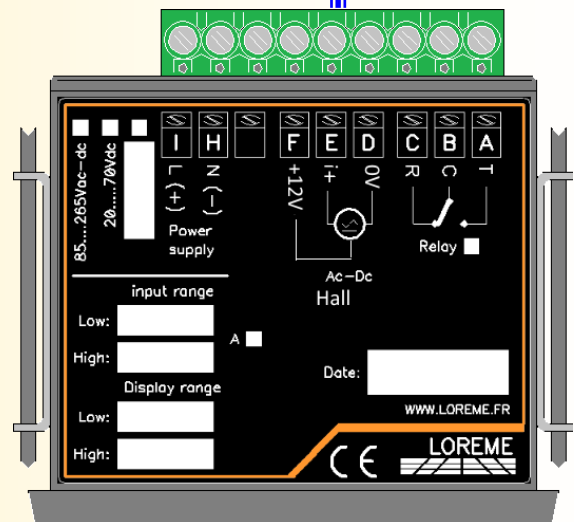 I H F E D C B A
85....265Vac-dc
20.....70Vdc
L (+)
N (-)
+12V
i+
0V
R
C
T
Power
supply
Relay
Ac-Dc
Hall
input range
Low:
High:
A
Date:
Display range
Low:
High:
WWW.LOREME.FR
CE
LOREME